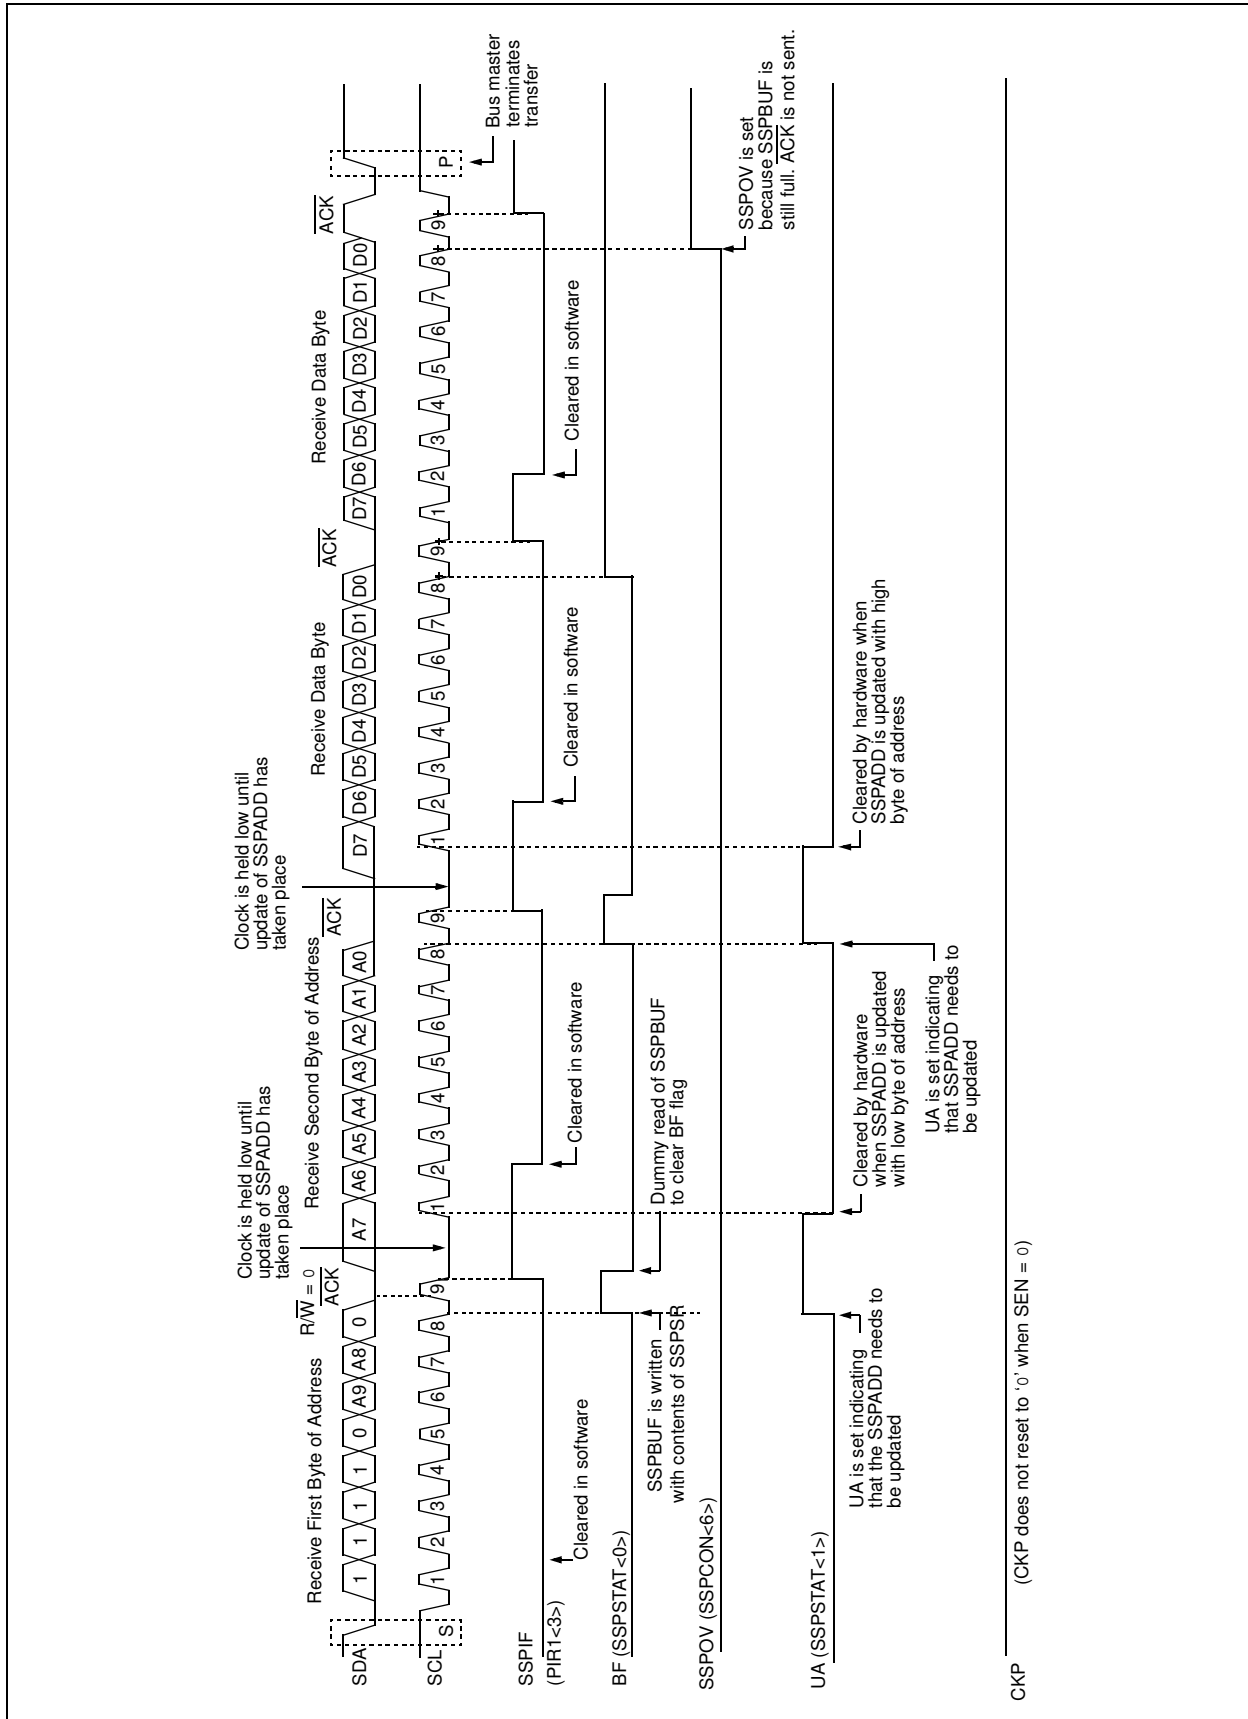 Receive First Byte of Address
R/W = 0
ACK
Clock is held low until
update of SSPADD has
taken place
Receive Second Byte of Address
ACK
Clock is held low until
update of SSPADD has
taken place
Receive Data Byte
ACK
Receive Data Byte
ACK
SDA
1 1 1 1 0 A9 A8 0
A7 A6 A5 A4 A3 A2 A1 A0
D7 D6 D5 D4 D3 D2 D1 D0
D7 D6 D5 D4 D3 D2 D1 D0
SCL
S 1 2 3 4 5 6 7 8 9
1 2 3 4 5 6 7 8 9
1 2 3 4 5 6 7 8 9
1 2 3 4 5 6 7 8 9 P
Bus master
terminates
transfer
SSPIF
(PIR1<3>)
Cleared in software
Cleared in software
Cleared in software
Cleared in software
BF (SSPSTAT<0>)
SSPBUF is written
with contents of SSPSR
Dummy read of SSPBUF
to clear BF flag
SSPOV (SSPCON<6>)
SSPOV is set
because SSPBUF is
still full. ACK is not sent.
UA (SSPSTAT<1>)
UA is set indicating
that the SSPADD needs to
be updated
Cleared by hardware
when SSPADD is updated
with low byte of address
UA is set indicating
that SSPADD needs to
be updated
Cleared by hardware when
SSPADD is updated with high
byte of address
CKP
(CKP does not reset to ‘0’ when SEN = 0)